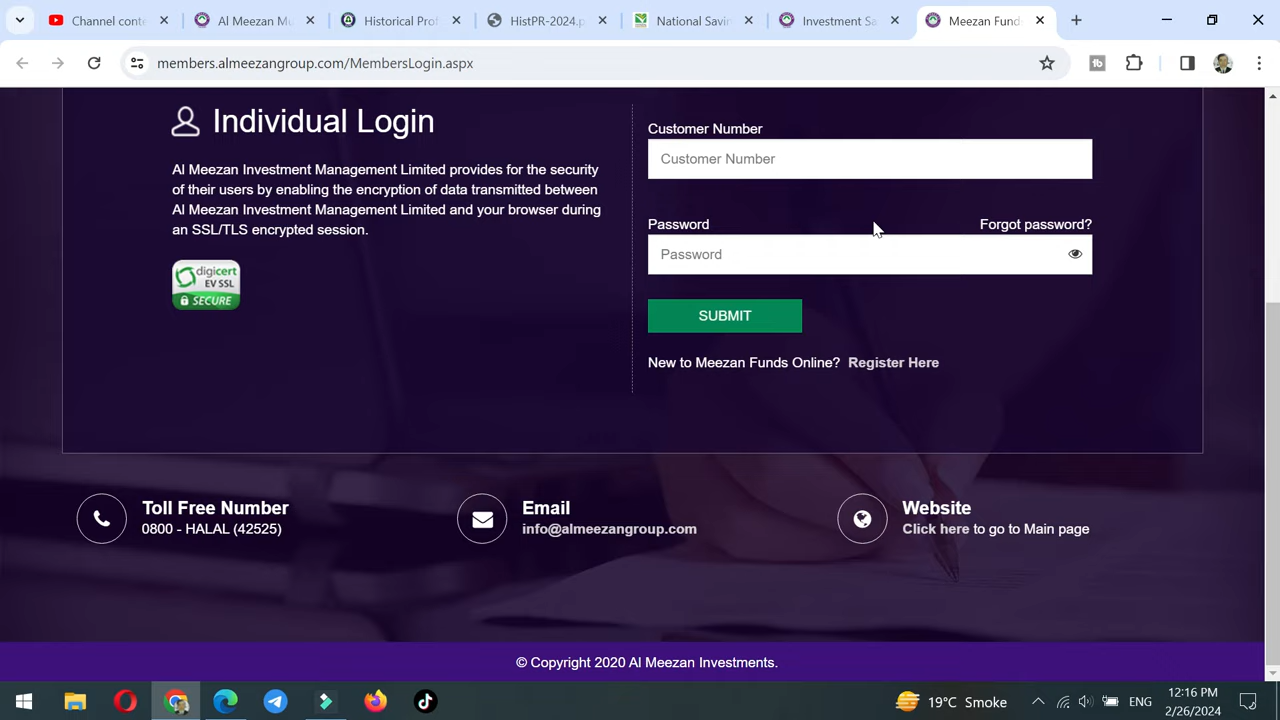 Channel cont
Al Meezan Mu
Historical Pro
HistPR-2024.p
National Savin
Investment Sa
Meezan Fund
members.almeezangroup.com/MembersLogin.aspx
tb
Individual Login
Al Meezan Investment Management Limited provides for the security
of their users by enabling the encryption of data transmitted between
Al Meezan Investment Management Limited and your browser during
an SSL/TLS encrypted session.
digicert
EV SSL
SECURE
Customer Number
Customer Number
Password Forgot password?
Password
SUBMIT
New to Meezan Funds Online? Register Here
Toll Free Number
0800 - HALAL (42525)
Email
info@almeezangroup.com
Website
Click here to go to Main page
© Copyright 2020 Al Meezan Investments.
19°C Smoke
ENG
12:16 PM
2/26/2024